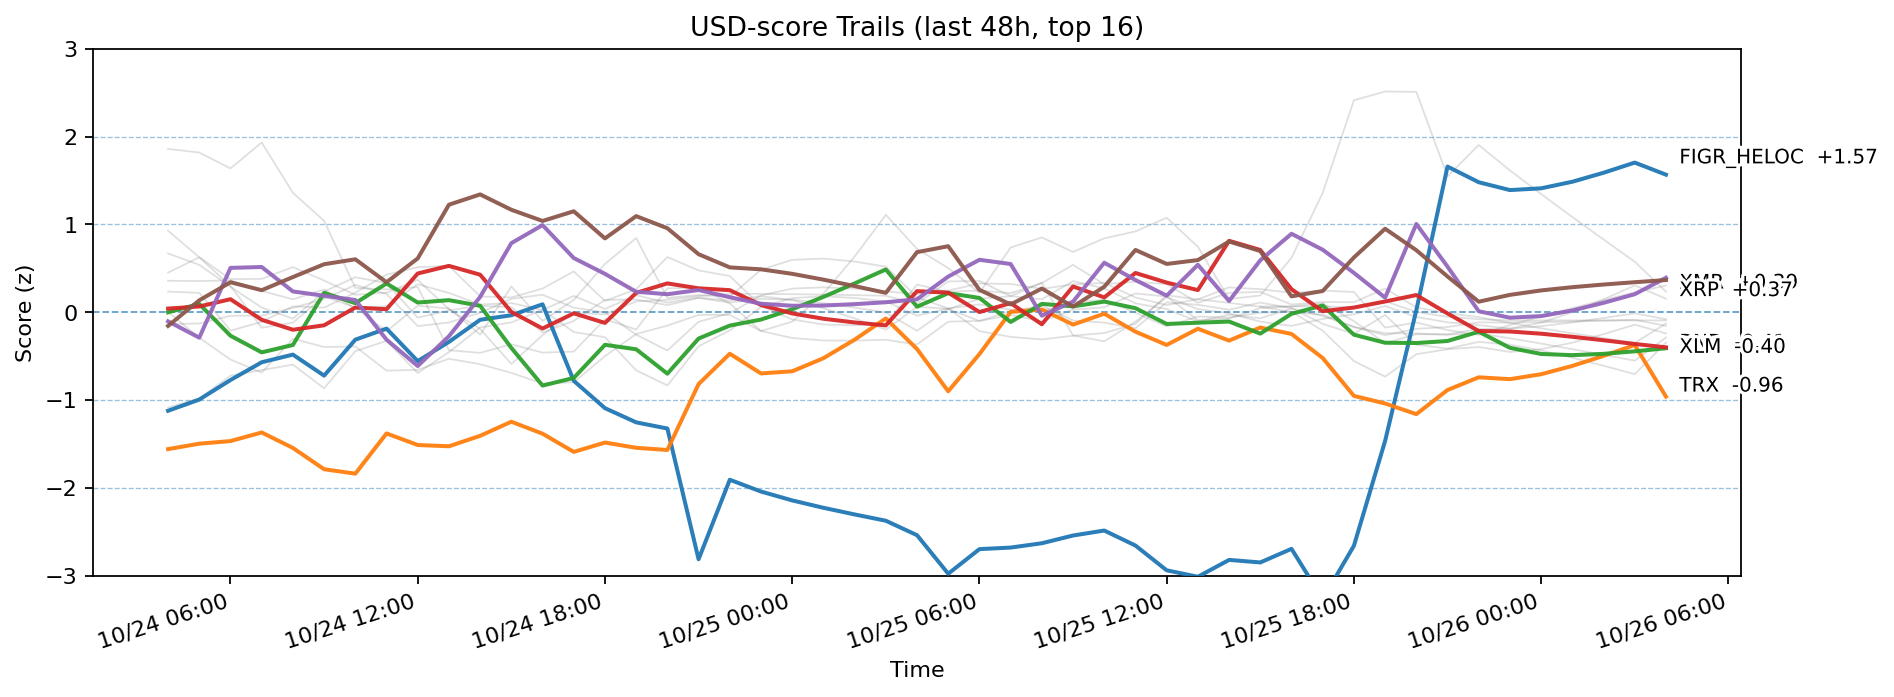 USD-score Trails (last 48h, top 16)
3
2
1
0
−1
−2
−3
Score (z)
FIGR_HELOC +1.57
XRP +0.37
XLM -0.40
TRX -0.96
10/24 06:00
10/24 12:00
10/24 18:00
10/25 00:00
10/25 06:00
10/25 12:00
10/25 18:00
10/26 00:00
10/26 06:00
Time